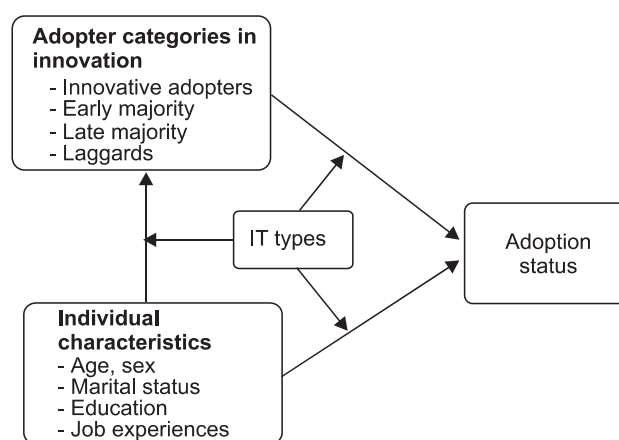 Adopter categories in
innovation
- Innovative adopters
- Early majority
- Late majority
- Laggards
IT types
Adoption
status
Individual
characteristics
- Age, sex
- Marital status
- Education
- Job experiences